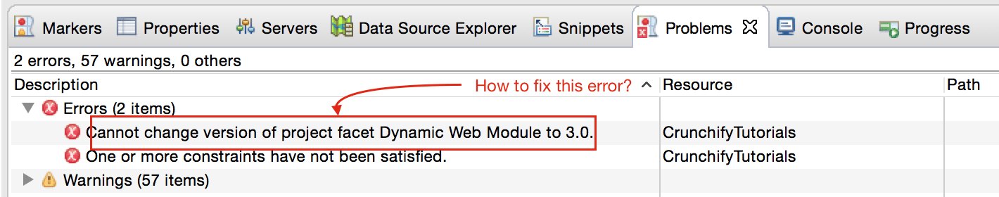 Markers Properties Servers Data Source Explorer Snippets Problems Console Progress
2 errors, 57 warnings, 0 others
Description How to fix this error? Resource Path
Errors (2 items)
Cannot change version of project facet Dynamic Web Module to 3.0. CrunchifyTutorials
One or more constraints have not been satisfied. CrunchifyTutorials
Warnings (57 items)